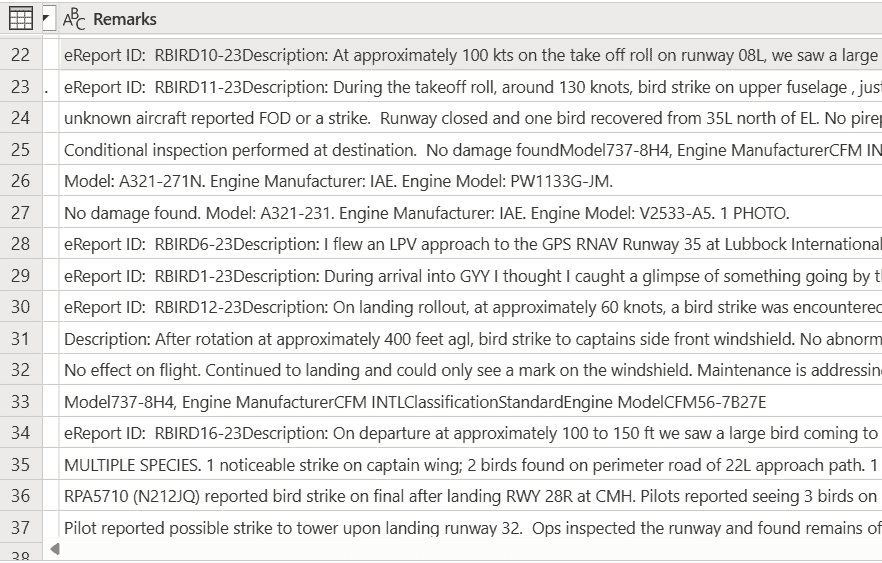 ABC Remarks
22 eReport ID:  RBIRD10-23Description: At approximately 100 kts on the take off roll on runway 08L, we saw a large
23 . eReport ID:  RBIRD11-23Description: During the takeoff roll, around 130 knots, bird strike on upper fuselage , just
24 unknown aircraft reported FOD or a strike.  Runway closed and one bird recovered from 35L north of EL. No pirep
25 Conditional inspection performed at destination.  No damage foundModel737-8H4, Engine ManufacturerCFM IN
26 Model: A321-271N. Engine Manufacturer: IAE. Engine Model: PW1133G-JM.
27 No damage found. Model: A321-231. Engine Manufacturer: IAE. Engine Model: V2533-A5. 1 PHOTO.
28 eReport ID:  RBIRD6-23Description: I flew an LPV approach to the GPS RNAV Runway 35 at Lubbock International
29 eReport ID:  RBIRD1-23Description: During arrival into GYY I thought I caught a glimpse of something going by
30 eReport ID:  RBIRD12-23Description: On landing rollout, at approximately 60 knots, a bird strike was encountered
31 Description: After rotation at approximately 400 feet agl, bird strike to captains side front windshield. No abnorm
32 No effect on flight. Continued to landing and could only see a mark on the windshield. Maintenance is addressin
33 Model737-8H4, Engine ManufacturerCFM INTLClassificationStandardEngine ModelCFM56-7B27E
34 eReport ID:  RBIRD16-23Description: On departure at approximately 100 to 150 ft we saw a large bird coming to
35 MULTIPLE SPECIES. 1 noticeable strike on captain wing; 2 birds found on perimeter road of 22L approach path. 1
36 RPA5710 (N212JQ) reported bird strike on final after landing RWY 28R at CMH. Pilots reported seeing 3 birds on
37 Pilot reported possible strike to tower upon landing runway 32.  Ops inspected the runway and found remains of
38